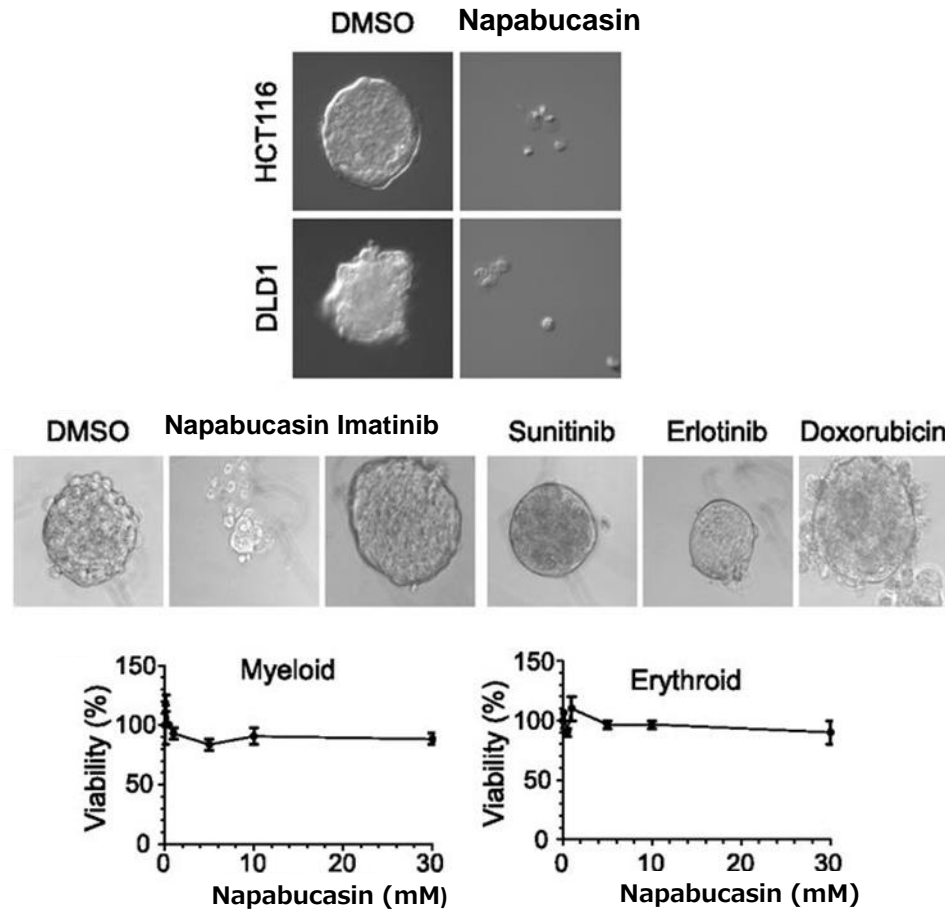 DMSO Napabucasin
HCT116
DLD1
DMSO Napabucasin Imatinib Sunitinib Erlotinib Doxorubicin
Myeloid
Viability (%)
150
100
50
0
0 10 20 30
Napabucasin (mM)
Erythroid
Viability (%)
150
100
50
0
0 10 20 30
Napabucasin (mM)